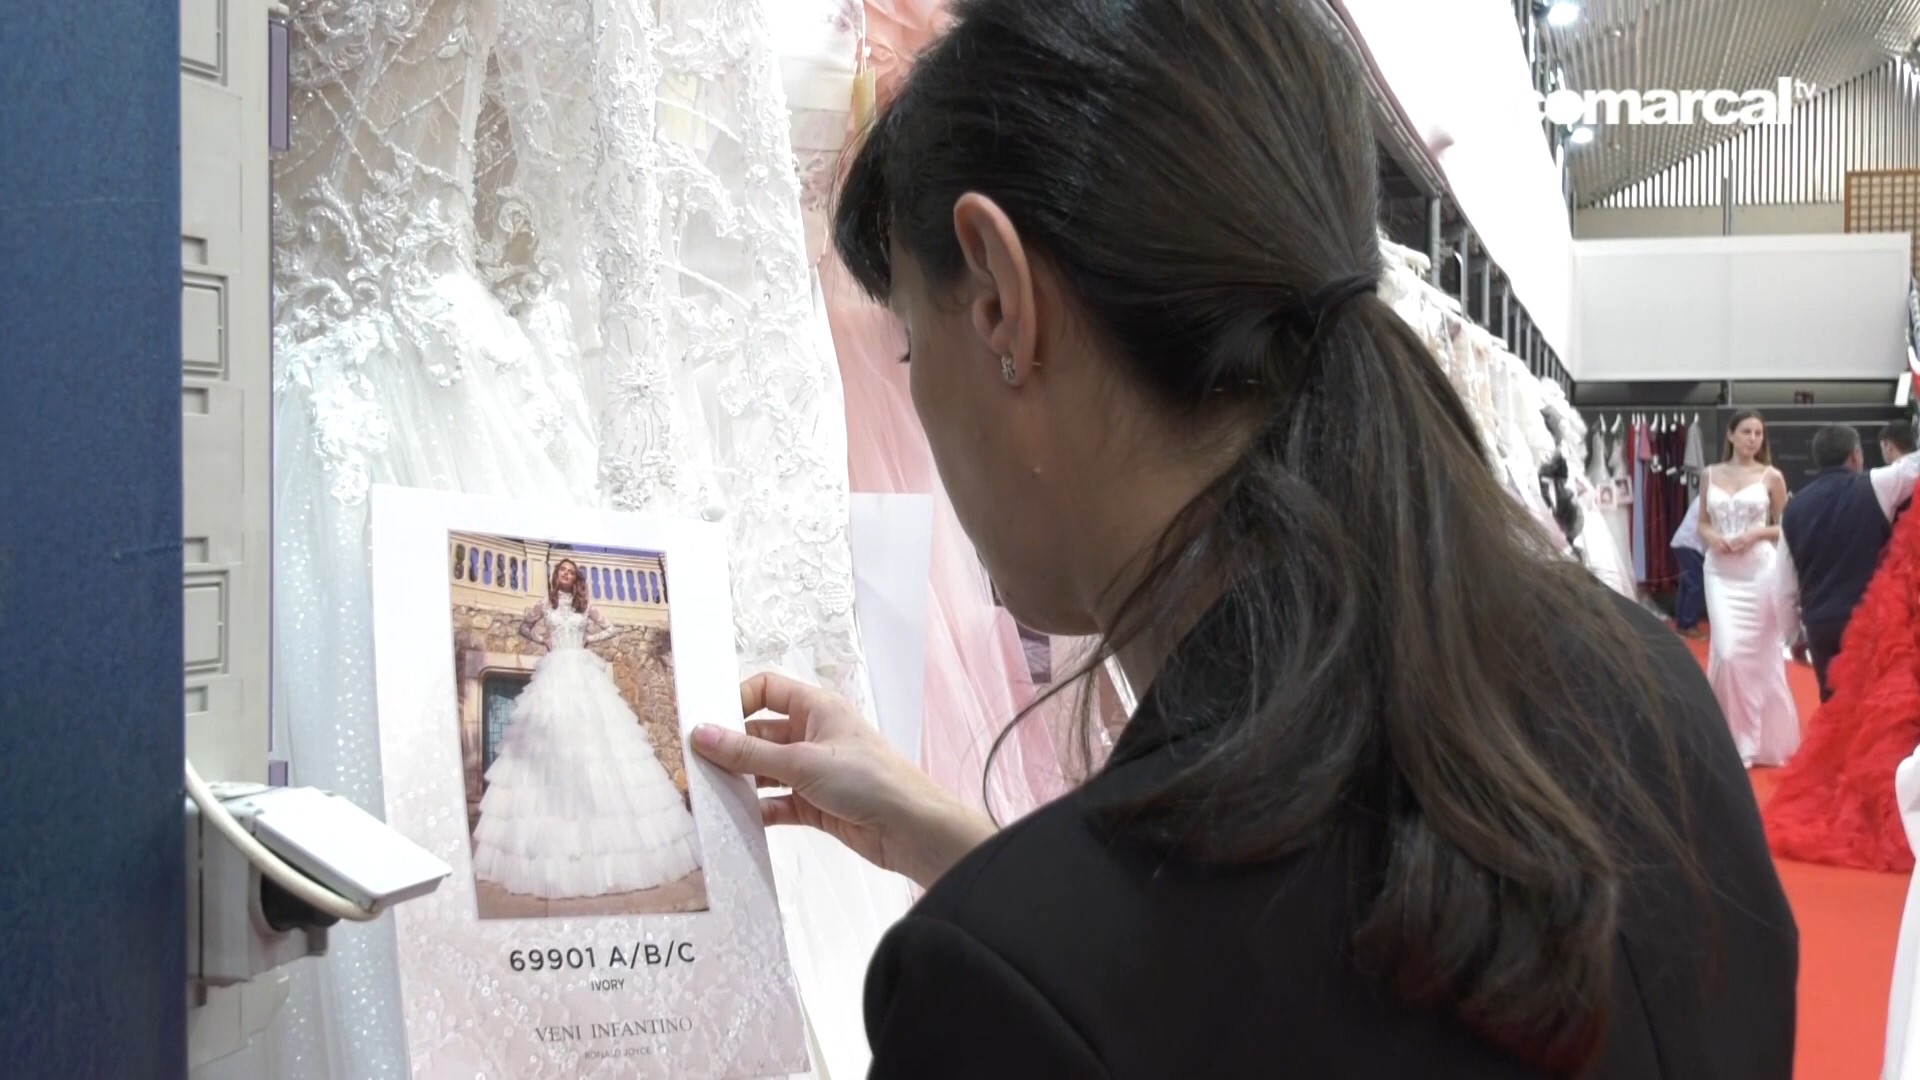 comarcal tv
69901 A/B/C
IVORY
VENI INFANTINO
RONALD JOYCE